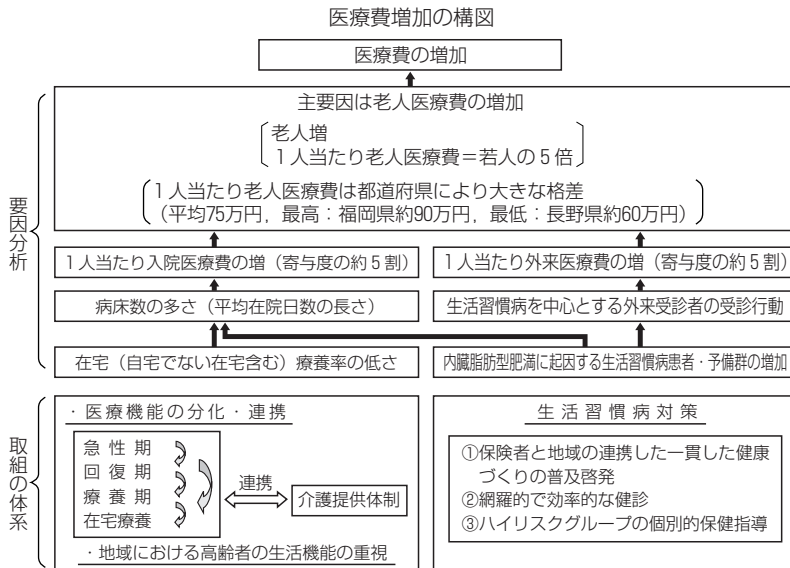 医療費増加の構図
医療費の増加
主要因は老人医療費の増加
老人増
1人当たり老人医療費＝若人の5倍
1人当たり老人医療費は都道府県により大きな格差
（平均75万円，最高：福岡県約90万円，最低：長野県約60万円）
要因分析
1人当たり入院医療費の増（寄与度の約5割）
1人当たり外来医療費の増（寄与度の約5割）
病床数の多さ（平均在院日数の長さ）
生活習慣病を中心とする外来受診者の受診行動
在宅（自宅でない在宅含む）療養率の低さ
内臓脂肪型肥満に起因する生活習慣病患者・予備群の増加
取組の体系
・医療機能の分化・連携
急性期
回復期
療養期
在宅療養
連携
介護提供体制
・地域における高齢者の生活機能の重視
生活習慣病対策
①保険者と地域の連携した一貫した健康
づくりの普及啓発
②網羅的で効率的な健診
③ハイリスクグループの個別的保健指導